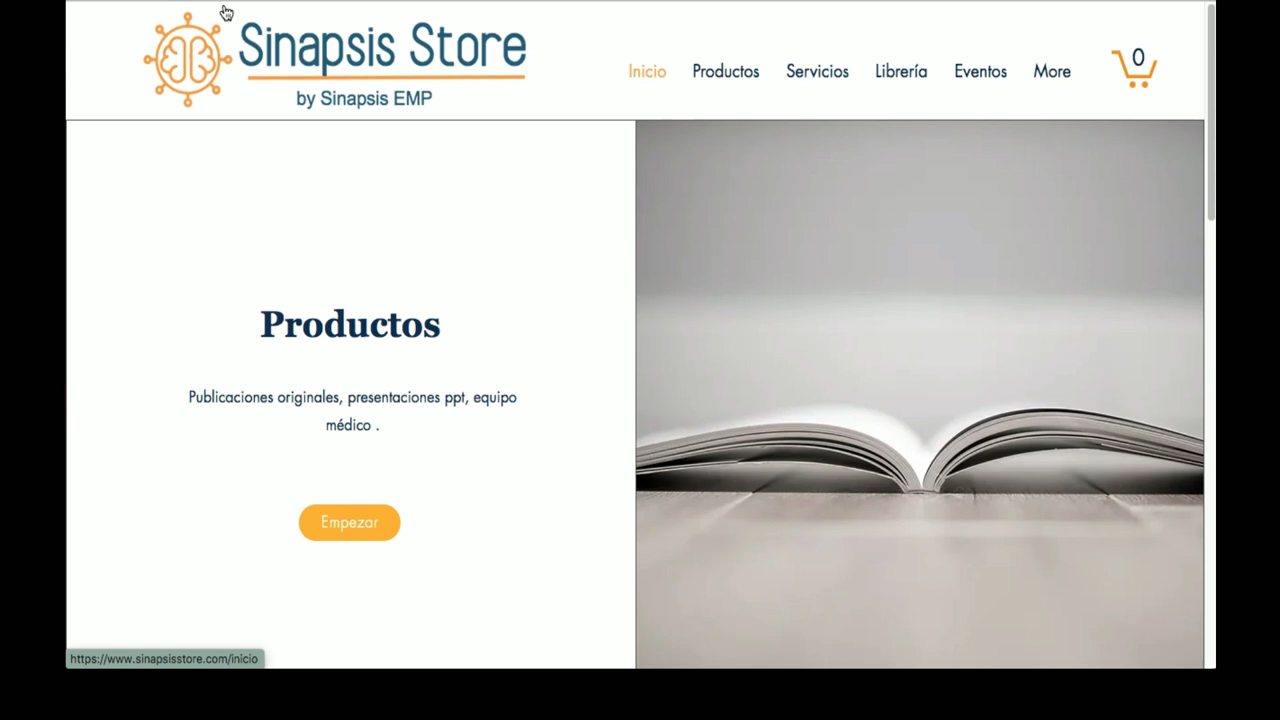 Sinapsis Store
by Sinapsis EMP
Inicio Productos Servicios Librería Eventos More 0
Productos
Publicaciones originales, presentaciones ppt, equipo
médico .
Empezar
https://www.sinapsisstore.com/inicio